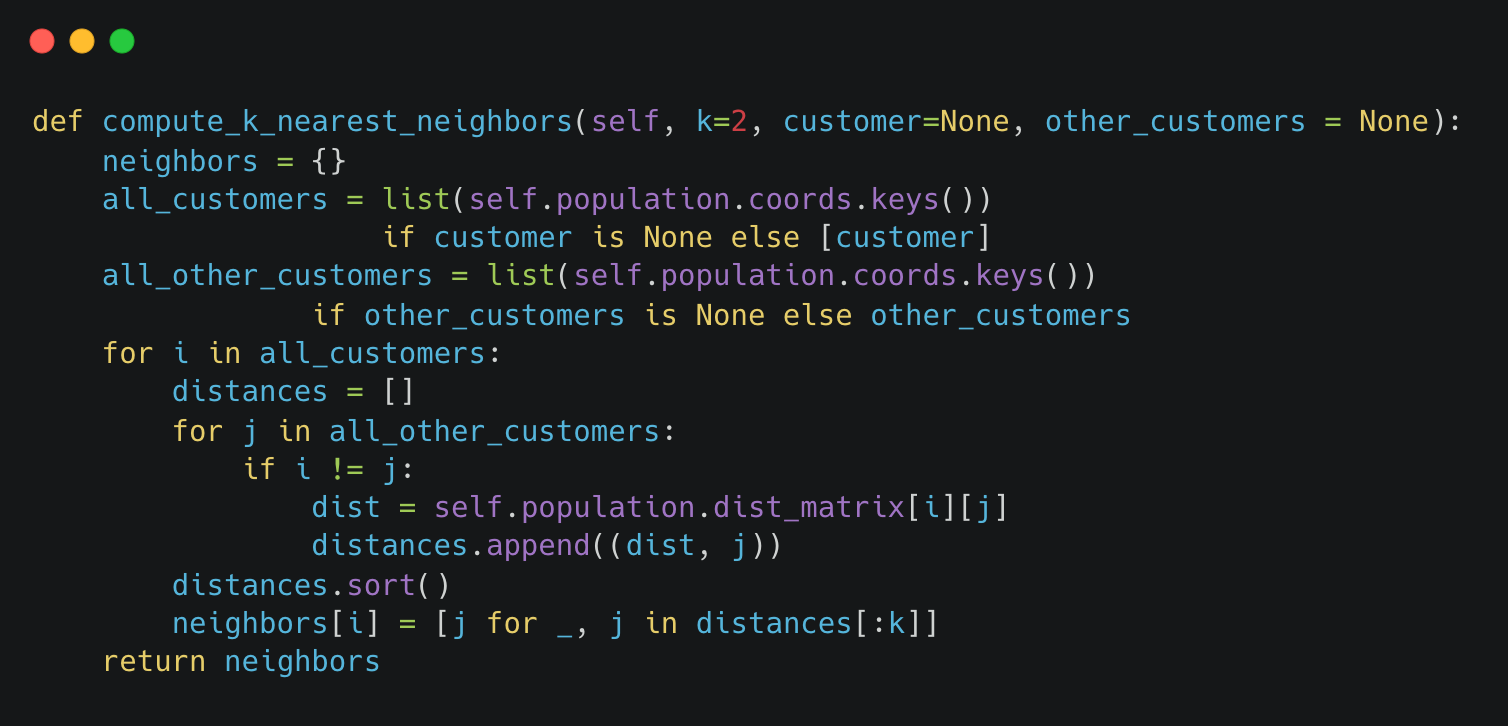 def compute_k_nearest_neighbors(self, k=2, customer=None, other_customers = None):
    neighbors = {}
    all_customers = list(self.population.coords.keys())
                    if customer is None else [customer]
    all_other_customers = list(self.population.coords.keys())
                if other_customers is None else other_customers
    for i in all_customers:
        distances = []
        for j in all_other_customers:
            if i != j:
                dist = self.population.dist_matrix[i][j]
                distances.append((dist, j))
        distances.sort()
        neighbors[i] = [j for _, j in distances[:k]]
    return neighbors